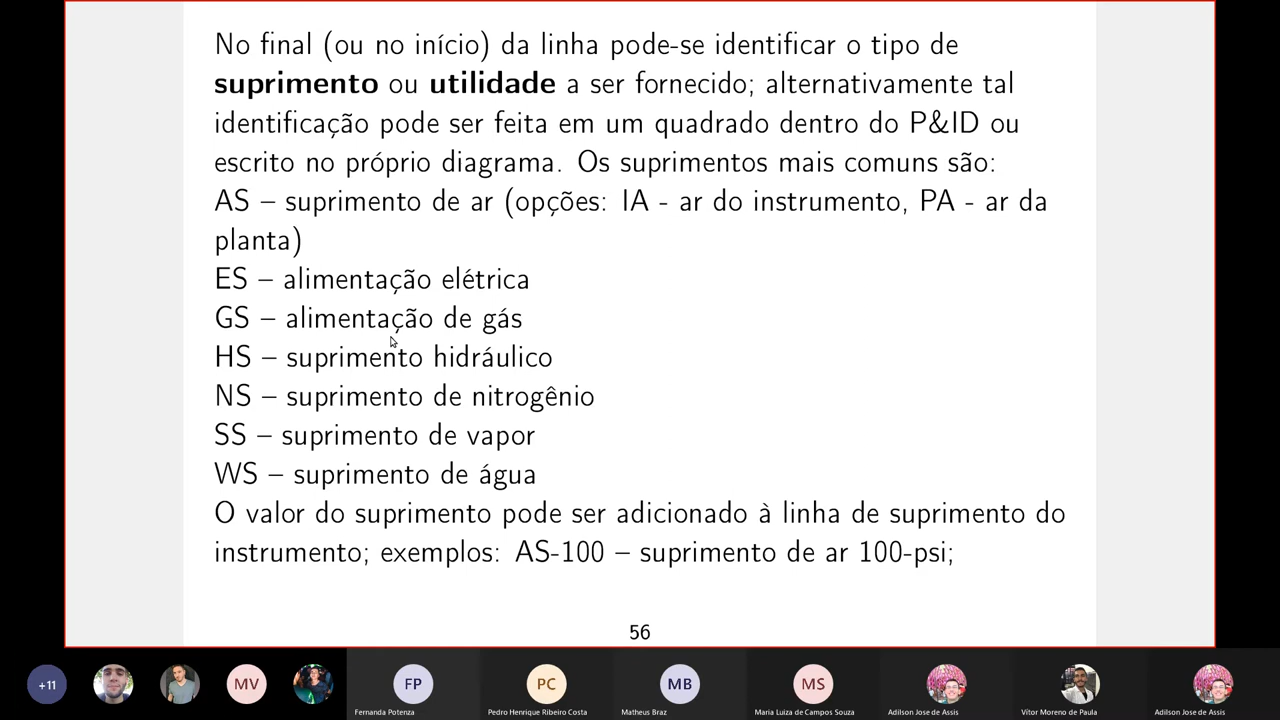 No final (ou no início) da linha pode-se identificar o tipo de
suprimento ou utilidade a ser fornecido; alternativamente tal
identificação pode ser feita em um quadrado dentro do P&ID ou
escrito no próprio diagrama. Os suprimentos mais comuns são:
AS – suprimento de ar (opções: IA - ar do instrumento, PA - ar da
planta)
ES – alimentação elétrica
GS – alimentação de gás
HS – suprimento hidráulico
NS – suprimento de nitrogênio
SS – suprimento de vapor
WS – suprimento de água
O valor do suprimento pode ser adicionado à linha de suprimento do
instrumento; exemplos: AS-100 – suprimento de ar 100-psi;
56
+11 MV FP PC MB MS
Fernanda Potenza Pedro Henrique Ribeiro Costa Matheus Braz Maria Luiza de Campos Souza Adilson Jose de Assis Vítor Moreno de Paula Adilson Jose de Assis